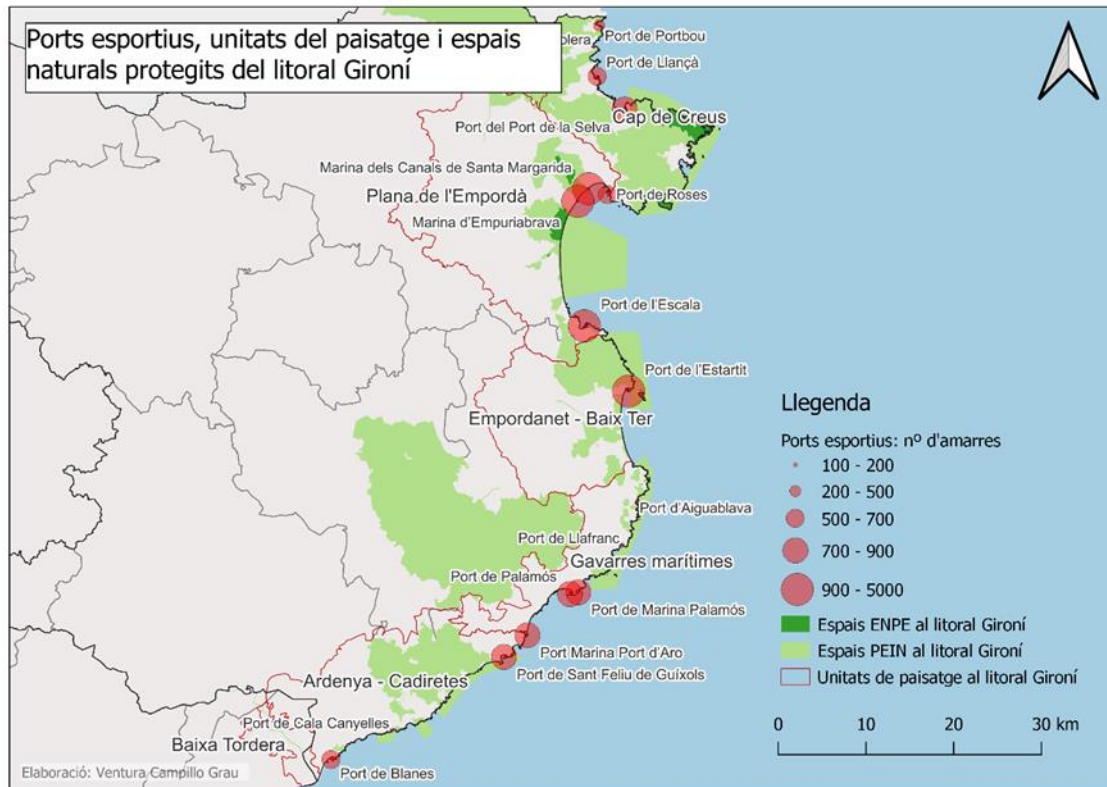 Ports esportius, unitats del paisatge i espais
naturals protegits del litoral Gironí
Port de Portbou
Port de Llançà
Cap de Creus
Port del Port de la Selva
Marina dels Canals de Santa Margarida
Plana de l'Empordà
Port de Roses
Marina d'Empuriabrava
Port de l'Escala
Port de l'Estartit
Empordanet - Baix Ter
Port d'Aiguablava
Port de Llafranc
Gavarres marítimes
Port de Palamós
Port de Marina Palamós
Port Marina Port d'Aro
Port de Sant Feliu de Guíxols
Ardenya - Cadiretes
Port de Cala Canyelles
Baixa Tordera
Port de Blanes
Llegenda
Ports esportius: nº d'amarres
100 - 200
200 - 500
500 - 700
700 - 900
900 - 5000
Espais ENPE al litoral Gironí
Espais PEIN al litoral Gironí
Unitats de paisatge al litoral Gironí
0 10 20 30 km
Elaboració: Ventura Campillo Grau